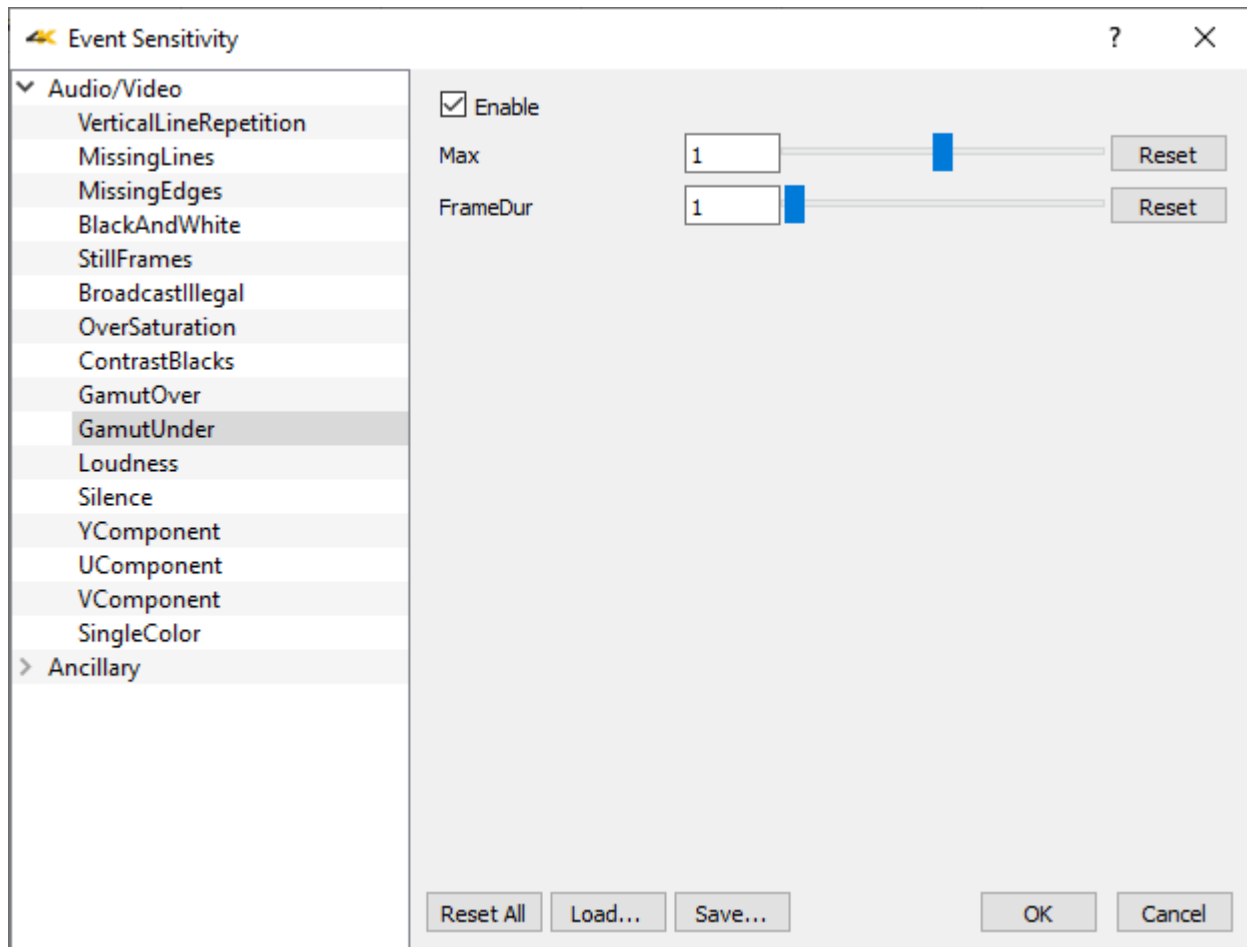 4K Event Sensitivity
?
Audio/Video
VerticalLineRepetition
MissingLines
MissingEdges
BlackAndWhite
StillFrames
BroadcastIllegal
OverSaturation
ContrastBlacks
GamutOver
GamutUnder
Loudness
Silence
YComponent
UComponent
VComponent
SingleColor
Ancillary
Enable
Max 1 Reset
FrameDur 1 Reset
Reset All Load... Save... OK Cancel